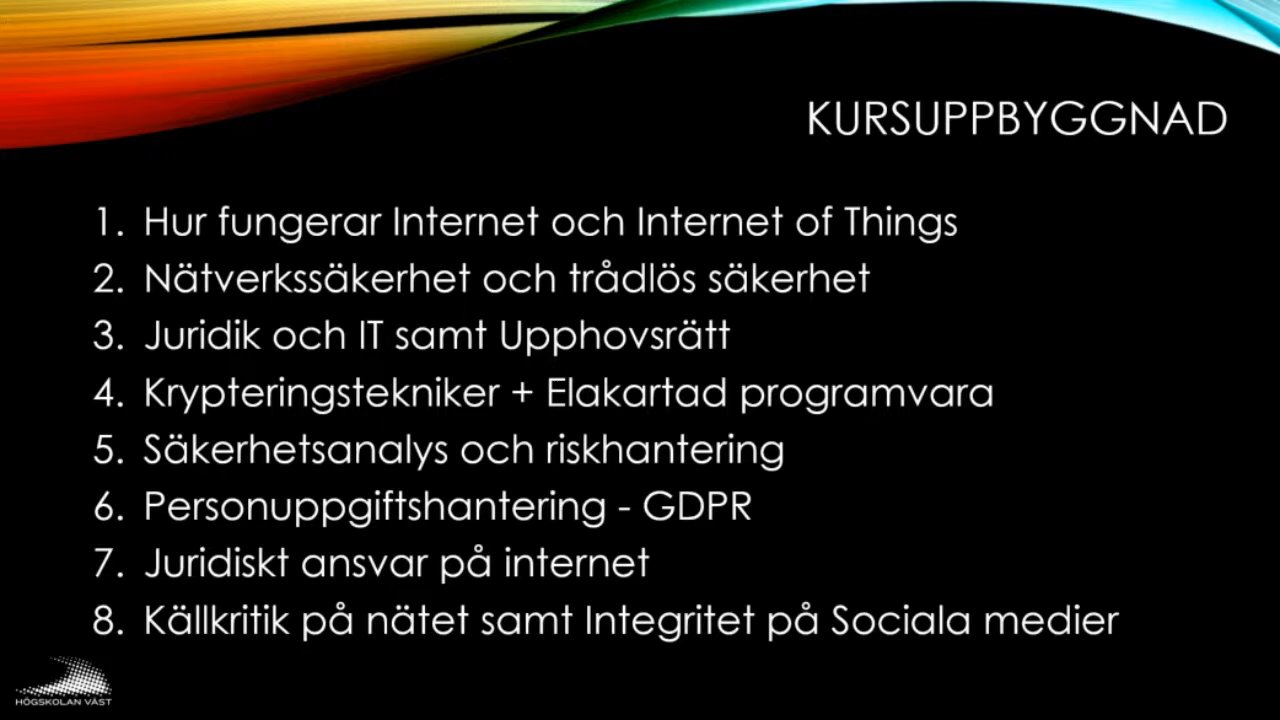 KURSUPPBYGGNAD
1. Hur fungerar Internet och Internet of Things
2. Nätverkssäkerhet och trådlös säkerhet
3. Juridik och IT samt Upphovsrätt
4. Krypteringstekniker + Elakartad programvara
5. Säkerhetsanalys och riskhantering
6. Personuppgiftshantering - GDPR
7. Juridiskt ansvar på internet
8. Källkritik på nätet samt Integritet på Sociala medier
HÖGSKOLAN VÄST